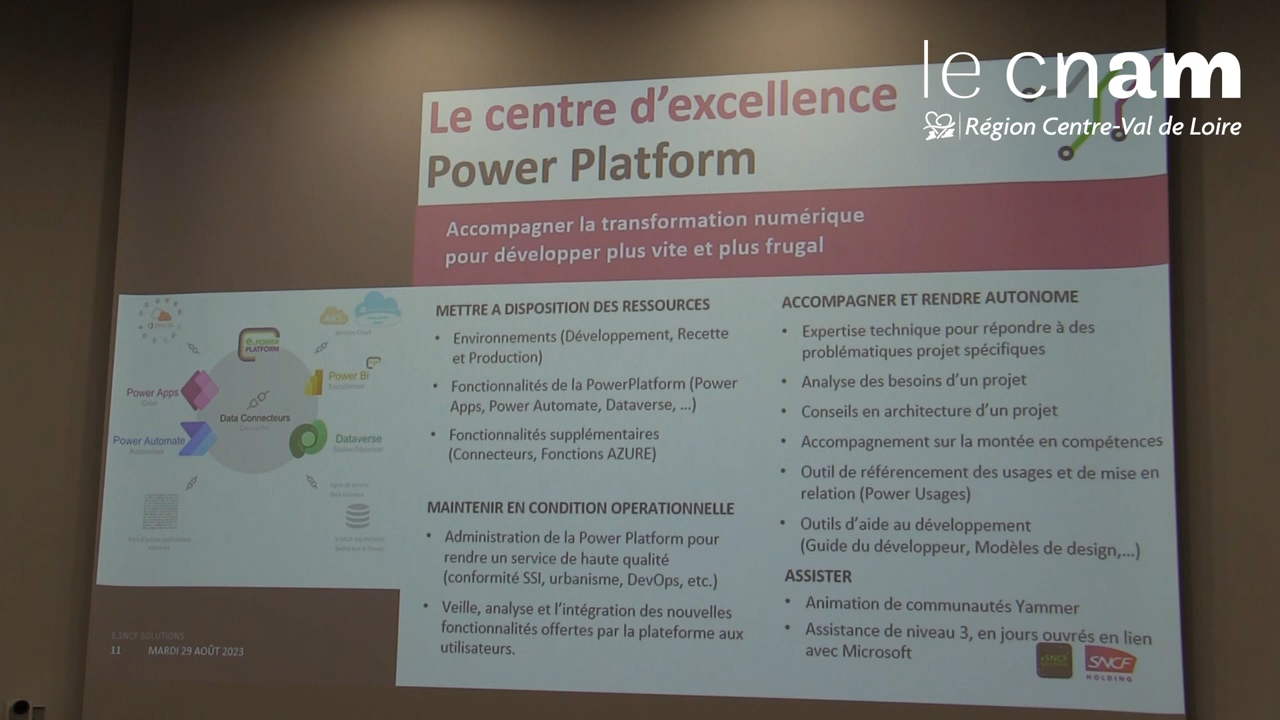 le cnam
Région Centre-Val de Loire
Le centre d'excellence
Power Platform
Accompagner la transformation numérique
pour développer plus vite et plus frugal
e.POWER
PLATFORM
Power Apps
Power Bi
Data Connecteurs
Power Automate
Dataverse
METTRE A DISPOSITION DES RESSOURCES
• Environnements (Développement, Recette
et Production)
• Fonctionnalités de la PowerPlatform (Power
Apps, Power Automate, Dataverse, ...)
• Fonctionnalités supplémentaires
(Connecteurs, Fonctions AZURE)
MAINTENIR EN CONDITION OPERATIONNELLE
• Administration de la Power Platform pour
rendre un service de haute qualité
(conformité SSI, urbanisme, DevOps, etc.)
• Veille, analyse et l'intégration des nouvelles
fonctionnalités offertes par la plateforme aux
utilisateurs.
ACCOMPAGNER ET RENDRE AUTONOME
• Expertise technique pour répondre à des
problématiques projet spécifiques
• Analyse des besoins d'un projet
• Conseils en architecture d'un projet
• Accompagnement sur la montée en compétences
• Outil de référencement des usages et de mise en
relation (Power Usages)
• Outils d'aide au développement
(Guide du développeur, Modèles de design,...)
ASSISTER
• Animation de communautés Yammer
• Assistance de niveau 3, en jours ouvrés en lien
avec Microsoft
E.SNCF SOLUTIONS
11 MARDI 29 AOÛT 2023
SNCF
HOLDING